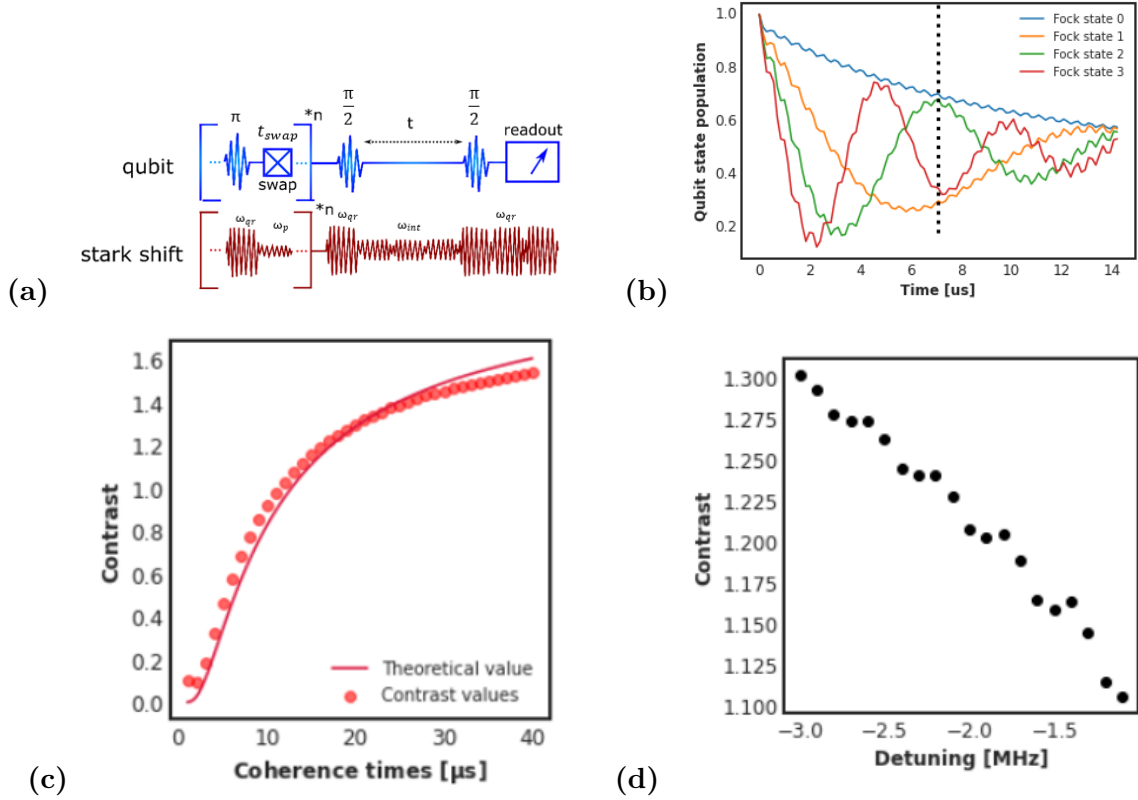 (a)
π
t_swap
*n
π/2
t
π/2
readout
qubit
swap
ω_qr
ω_p
*n
ω_qr
ω_int
ω_qr
stark shift
(b)
Qubit state population
1.0
0.8
0.6
0.4
0.2
0 2 4 6 8 10 12 14
Time [us]
Fock state 0
Fock state 1
Fock state 2
Fock state 3
(c)
Contrast
1.6
1.4
1.2
1.0
0.8
0.6
0.4
0.2
0.0
Theoretical value
Contrast values
0 10 20 30 40
Coherence times [μs]
(d)
Contrast
1.300
1.275
1.250
1.225
1.200
1.175
1.150
1.125
1.100
−3.0 −2.5 −2.0 −1.5
Detuning [MHz]